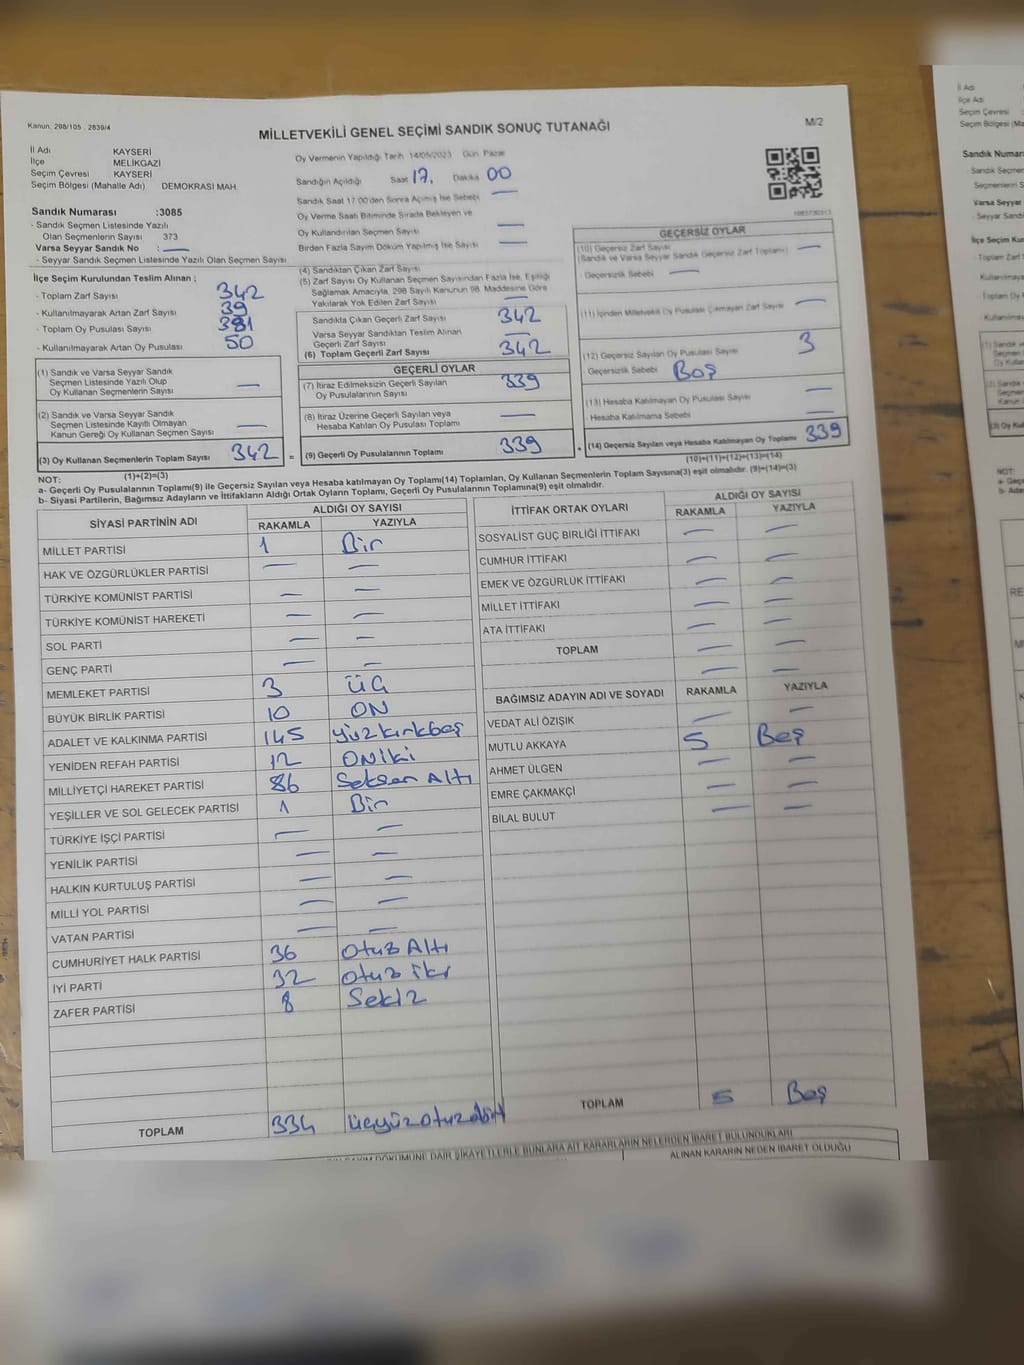 Kanun, 298/105 . 2839/4
MİLLETVEKİLİ GENEL SEÇİMİ SANDIK SONUÇ TUTANAĞI
M/2
İl Adı KAYSERİ
İlçe MELİKGAZİ
Seçim Çevresi KAYSERİ
Seçim Bölgesi (Mahalle Adı) DEMOKRASİ MAH.
Sandık Numarası :3085
- Sandık Seçmen Listesinde Yazılı
Olan Seçmenlerin Sayısı 373
Varsa Seyyar Sandık No : —
- Seyyar Sandık Seçmen Listesinde Yazılı Olan Seçmen Sayısı
Oy Vermenin Yapıldığı Tarih 14/05/2023 Gün Pazar
Sandığın Açıldığı Saat 17. Dakika 00
Sandık Saat 17:00'den Sonra Açılmış İse Sebebi —
Oy Verme Saati Bitiminde Sırada Bekleyen ve
Oy Kullandırılan Seçmen Sayısı —
Birden Fazla Sayım Döküm Yapılmış İse Sayısı —
İlçe Seçim Kurulundan Teslim Alınan ;
- Toplam Zarf Sayısı 342
- Kullanılmayarak Artan Zarf Sayısı 39
- Toplam Oy Pusulası Sayısı 381
- Kullanılmayarak Artan Oy Pusulası 50
(4) Sandıktan Çıkan Zarf Sayısı
(5) Zarf Sayısı Oy Kullanan Seçmen Sayısından Fazla İse, Eşitliği
Sağlamak Amacıyla, 298 Sayılı Kanunun 98. Maddesine Göre
Yakılarak Yok Edilen Zarf Sayısı —
Sandıkta Çıkan Geçerli Zarf Sayısı 342
Varsa Seyyar Sandıktan Teslim Alınan
Geçerli Zarf Sayısı —
(6) Toplam Geçerli Zarf Sayısı 342
GEÇERSİZ OYLAR
(10) Geçersiz Zarf Sayısı
(Sandık ve Varsa Seyyar Sandık Geçersiz Zarf Toplamı) —
- Geçersizlik Sebebi —
(11) İçinden Milletvekili Oy Pusulası Çıkmayan Zarf Sayısı —
(12) Geçersiz Sayılan Oy Pusulası Sayısı 3
- Geçersizlik Sebebi Boş
(13) Hesaba Katılmayan Oy Pusulası Sayısı —
- Hesaba Katılmama Sebebi —
(14) Geçersiz Sayılan veya Hesaba Katılmayan Oy Toplamı 339
(10)+(11)+(12)+(13)=(14)
(1) Sandık ve Varsa Seyyar Sandık
Seçmen Listesinde Yazılı Olup
Oy Kullanan Seçmenlerin Sayısı —
(2) Sandık ve Varsa Seyyar Sandık
Seçmen Listesinde Kayıtlı Olmayan
Kanun Gereği Oy Kullanan Seçmen Sayısı —
(3) Oy Kullanan Seçmenlerin Toplam Sayısı 342 =
(1)+(2)=(3)
GEÇERLİ OYLAR
(7) İtiraz Edilmeksizin Geçerli Sayılan
Oy Pusulalarının Sayısı 339
(8) İtiraz Üzerine Geçerli Sayılan veya
Hesaba Katılan Oy Pusulası Toplamı —
(9) Geçerli Oy Pusulalarının Toplamı 339 +
NOT:
a- Geçerli Oy Pusulalarının Toplamı(9) ile Geçersiz Sayılan veya Hesaba katılmayan Oy Toplamı(14) Toplamları, Oy Kullanan Seçmenlerin Toplam Sayısına(3) eşit olmalıdır. (9)+(14)=(3)
b- Siyasi Partilerin, Bağımsız Adayların ve İttifakların Aldığı Ortak Oyların Toplamı, Geçerli Oy Pusulalarının Toplamına(9) eşit olmalıdır.
SİYASİ PARTİNİN ADI ALDIĞI OY SAYISI
RAKAMLA YAZIYLA
MİLLET PARTİSİ 1 Bir
HAK VE ÖZGÜRLÜKLER PARTİSİ — —
TÜRKİYE KOMÜNİST PARTİSİ — —
TÜRKİYE KOMÜNİST HAREKETİ — —
SOL PARTİ — —
GENÇ PARTİ — —
MEMLEKET PARTİSİ 3 ÜÇ
BÜYÜK BİRLİK PARTİSİ 10 ON
ADALET VE KALKINMA PARTİSİ 145 Yüzkırkbeş
YENİDEN REFAH PARTİSİ 12 ONİki
MİLLİYETÇİ HAREKET PARTİSİ 86 Seksen Altı
YEŞİLLER VE SOL GELECEK PARTİSİ 1 Bir
TÜRKİYE İŞÇİ PARTİSİ — —
YENİLİK PARTİSİ — —
HALKIN KURTULUŞ PARTİSİ — —
MİLLİ YOL PARTİSİ — —
VATAN PARTİSİ — —
CUMHURİYET HALK PARTİSİ 36 Otuz Altı
İYİ PARTİ 32 Otuz iki
ZAFER PARTİSİ 8 Sekiz
TOPLAM 334 üçyüzotuzdört
İTTİFAK ORTAK OYLARI ALDIĞI OY SAYISI
RAKAMLA YAZIYLA
SOSYALİST GÜÇ BİRLİĞİ İTTİFAKI — —
CUMHUR İTTİFAKI — —
EMEK VE ÖZGÜRLÜK İTTİFAKI — —
MİLLET İTTİFAKI — —
ATA İTTİFAKI — —
TOPLAM — —
BAĞIMSIZ ADAYIN ADI VE SOYADI RAKAMLA YAZIYLA
VEDAT ALİ ÖZIŞIK — —
MUTLU AKKAYA 5 Beş
AHMET ÜLGEN — —
EMRE ÇAKMAKÇİ — —
BİLAL BULUT — —
TOPLAM 5 Beş
SAYIM DÖKÜMÜNE DAİR ŞİKAYETLERLE BUNLARA AİT KARARLARIN NELERDEN İBARET BULUNDUKLARI
ALINAN KARARIN NEDEN İBARET OLDUĞU
İl Adı
İlçe Adı
Seçim Çevresi
Seçim Bölgesi (Ma
Sandık Numarası